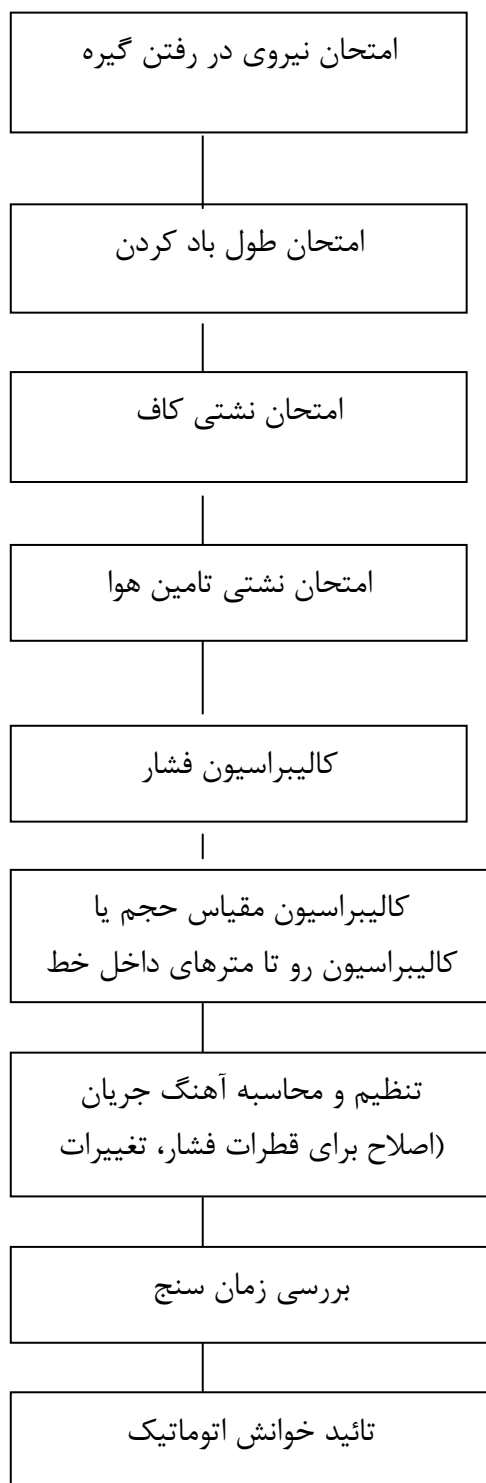 امتحان نیروی در رفتن گیره
امتحان طول باد کردن
امتحان نشتی کاف
امتحان نشتی تامین هوا
کالیبراسیون فشار
کالیبراسیون مقیاس حجم یا
کالیبراسیون رو تا مترهای داخل خط
تنظیم و محاسبه آهنگ جریان
(اصلاح برای قطرات فشار، تغییرات
بررسی زمان سنج
تائید خوانش اتوماتیک